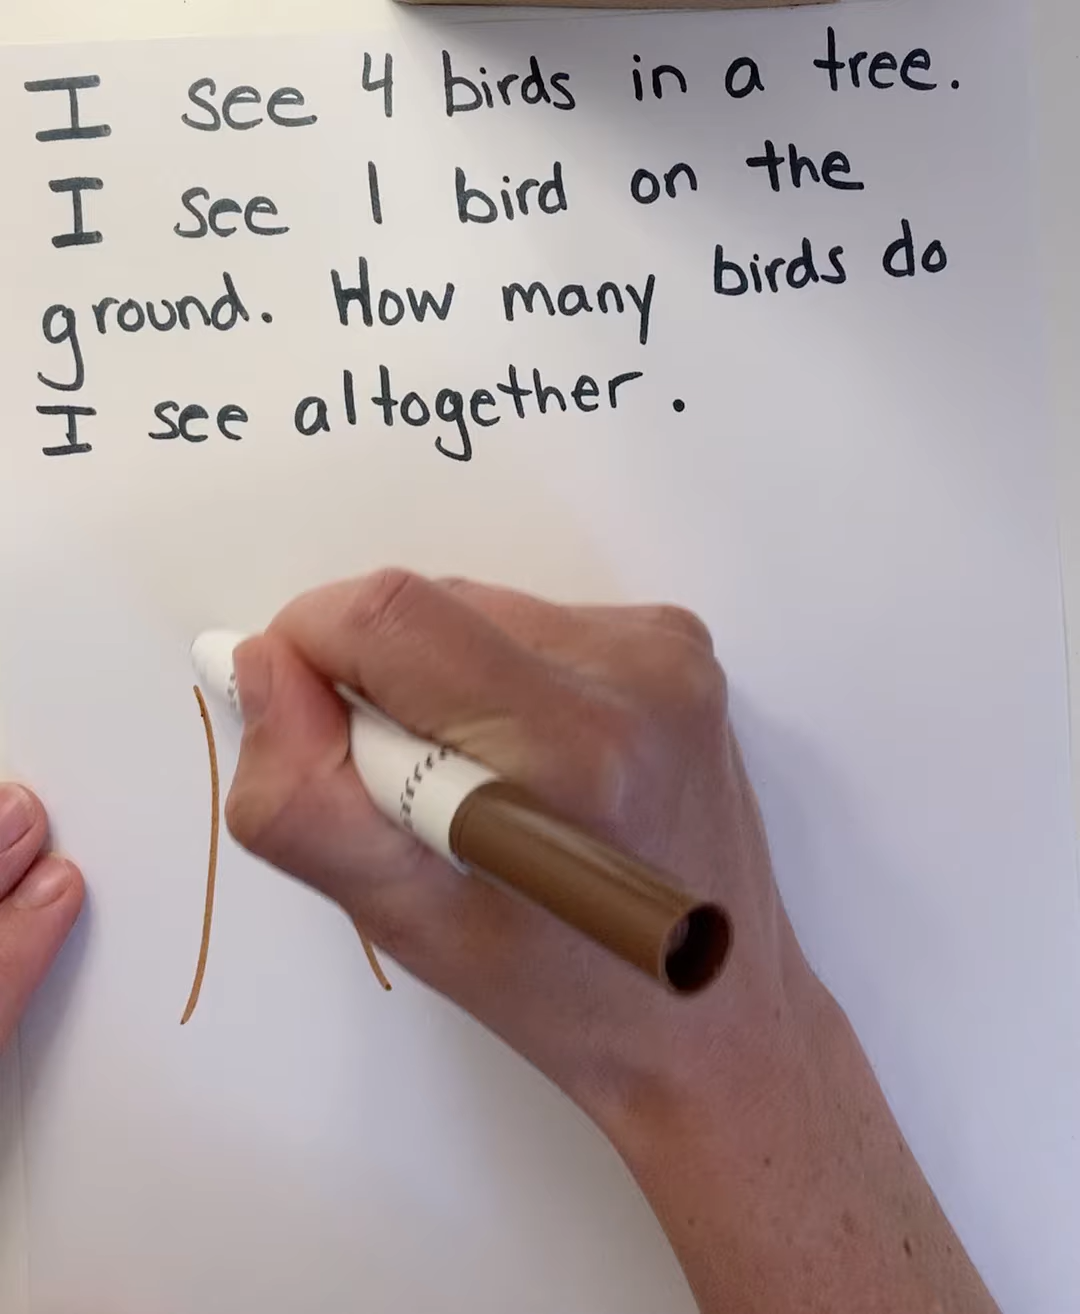 I see 4 birds in a tree.
I see 1 bird on the
ground. How many birds do
I see altogether.